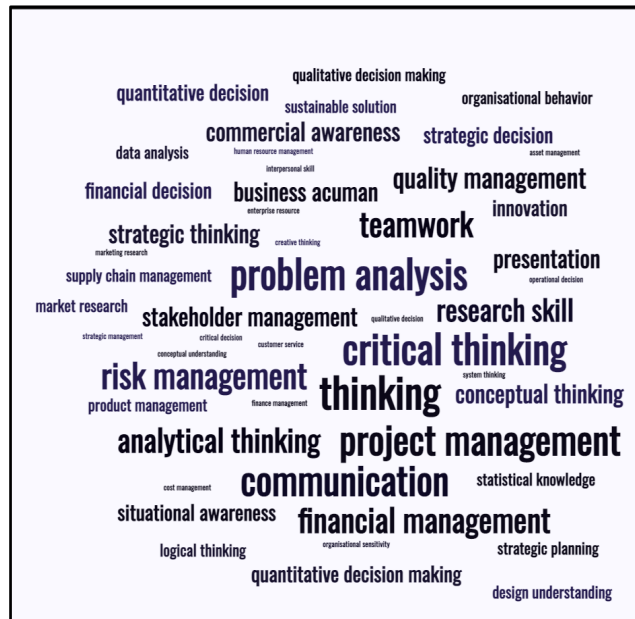 qualitative decision making
quantitative decision
organisational behavior
sustainable solution
commercial awareness
strategic decision
data analysis
human resource management
asset management
interpersonal skill
quality management
financial decision
business acuman
innovation
enterprise resource
teamwork
strategic thinking
creative thinking
marketing research
presentation
supply chain management
problem analysis
operational decision
market research
stakeholder management
qualitative decision
research skill
strategic management
critical decision
customer service
critical thinking
conceptual understanding
risk management
system thinking
thinking
conceptual thinking
product management
finance management
analytical thinking
project management
communication
statistical knowledge
cost management
situational awareness
financial management
organisational sensitivity
logical thinking
strategic planning
quantitative decision making
design understanding